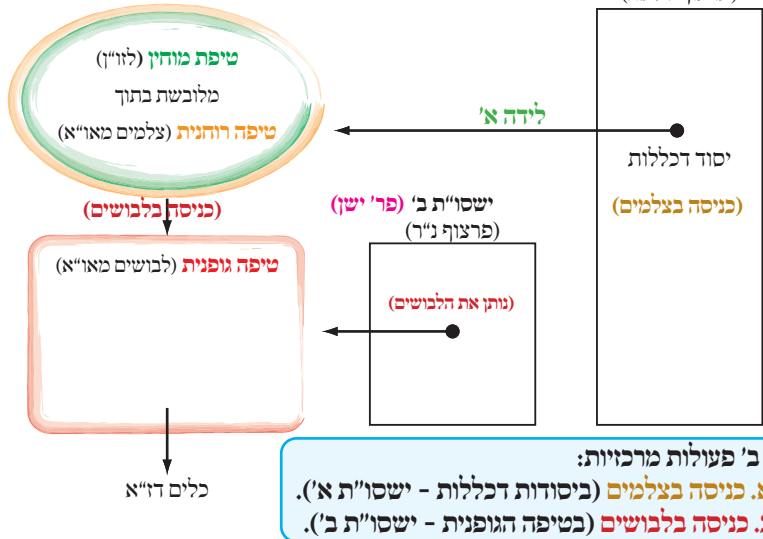 טיפת מוחין (לזו"ן)
מלובשת בתוך
טיפה רוחנית (צלמים מאו"א)
לידה א'
יסוד דכללות
(כניסה בצלמים)
(כניסה בלבושים)
ישסו"ת ב' (פר' ישן)
(פרצוף נ"ר)
טיפה גופנית (לבושים מאו"א)
(נותן את הלבושים)
כלים דז"א
ב' פעולות מרכזיות:
א. כניסה בצלמים (ביסודות דכללות - ישסו"ת א').
כניסה בלבושים (בטיפה הגופנית - ישסו"ת ב').